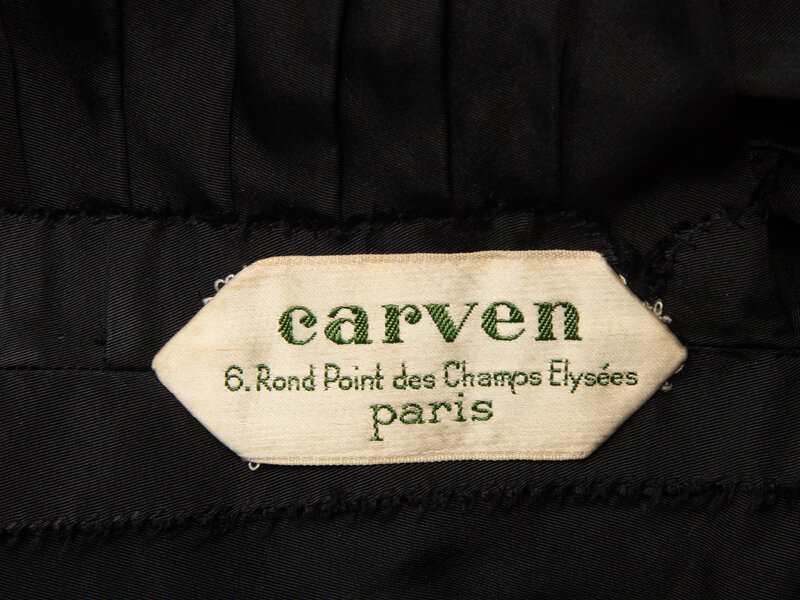 carven
6. Rond Point des Champs Elysées
paris